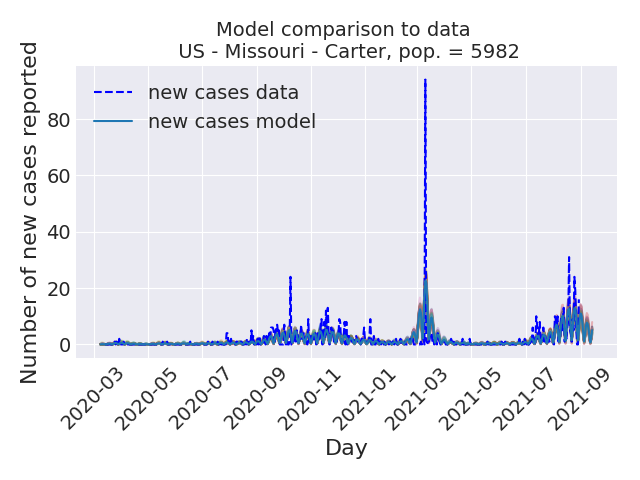 Model comparison to data
US - Missouri - Carter, pop. = 5982
Number of new cases reported
new cases data
new cases model
80
60
40
20
0
2020-03
2020-05
2020-07
2020-09
2020-11
2021-01
2021-03
2021-05
2021-07
2021-09
Day